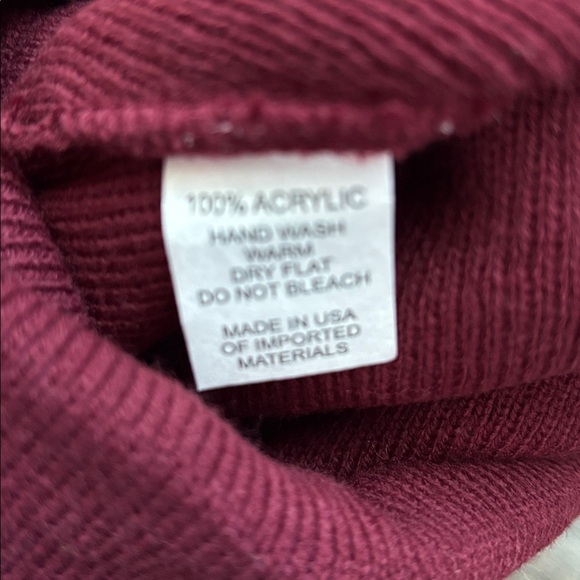 100% ACRYLIC
HAND WASH
WARM
DRY FLAT
DO NOT BLEACH
MADE IN USA
OF IMPORTED
MATERIALS